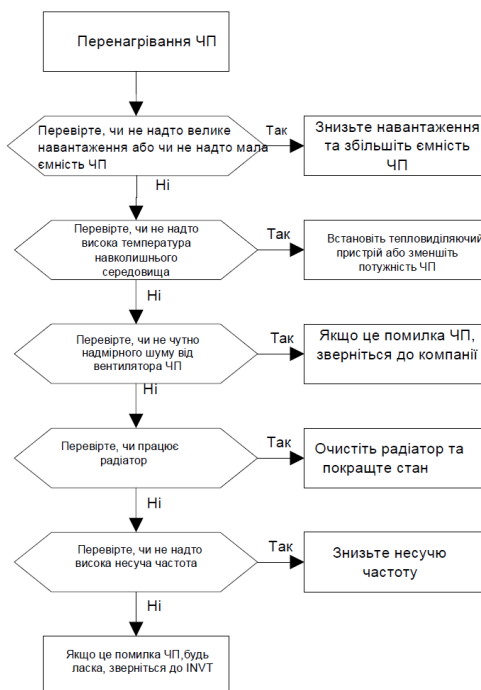 Перенагрівання ЧП
Перевірте, чи не надто велике
навантаження або чи не надто мала
ємність ЧП
Так
Знизьте навантаження
та збільшіть ємність
ЧП
Ні
Перевірте, чи не надто
висока температура
навколишнього
середовища
Так
Встановіть тепловиділяючий
пристрій або зменшіть
потужність ЧП
Ні
Перевірте, чи не чутно
надмірного шуму від
вентилятора ЧП
Так
Якщо це помилка ЧП,
зверніться до компанії
Ні
Перевірте, чи працює
радіатор
Так
Очистіть радіатор та
покращте стан
Ні
Перевірте, чи не надто
висока несуча частота
Так
Знизьте несучю
частоту
Ні
Якщо це помилка ЧП,будь
ласка, зверніться до INVT